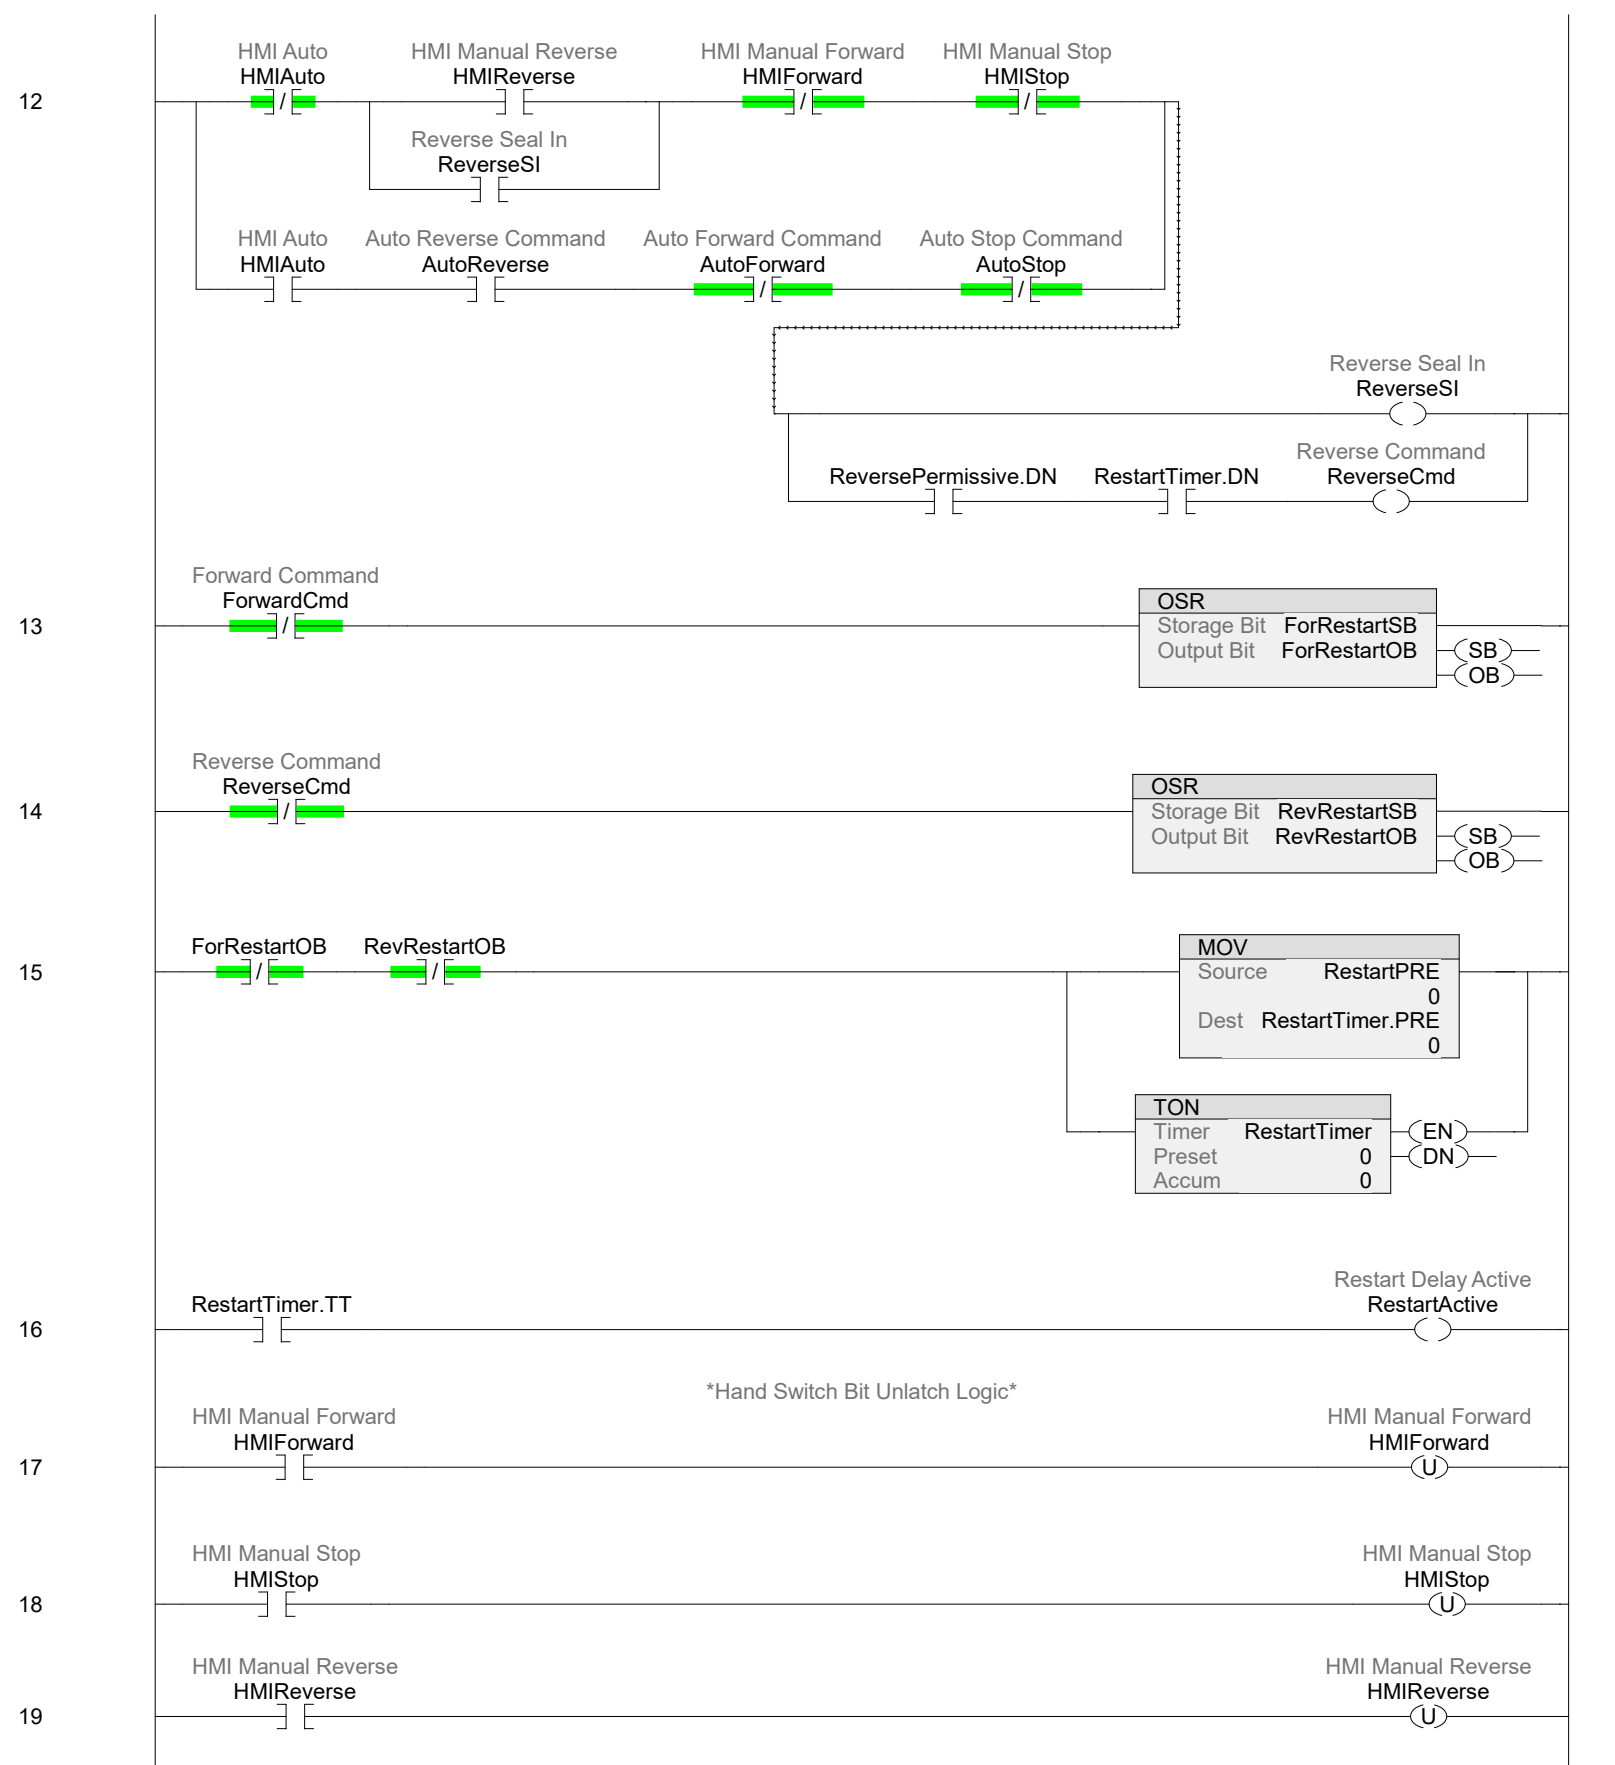 HMI Auto HMI Manual Reverse HMI Manual Forward HMI Manual Stop
HMIAuto HMIReverse HMIForward HMIStop
12
/ / /
Reverse Seal In
ReverseSI
HMI Auto Auto Reverse Command Auto Forward Command Auto Stop Command
HMIAuto AutoReverse AutoForward AutoStop
/ /
Reverse Seal In
ReverseSI
Reverse Command
ReversePermissive.DN RestartTimer.DN ReverseCmd
Forward Command
ForwardCmd OSR
13 / Storage Bit ForRestartSB
Output Bit ForRestartOB SB
OB
Reverse Command
ReverseCmd OSR
14 / Storage Bit RevRestartSB
Output Bit RevRestartOB SB
OB
ForRestartOB RevRestartOB MOV
15 / / Source RestartPRE
0
Dest RestartTimer.PRE
0
TON
Timer RestartTimer EN
Preset 0 DN
Accum 0
Restart Delay Active
RestartTimer.TT RestartActive
16
*Hand Switch Bit Unlatch Logic*
HMI Manual Forward HMI Manual Forward
HMIForward HMIForward
17 U
HMI Manual Stop HMI Manual Stop
HMIStop HMIStop
18 U
HMI Manual Reverse HMI Manual Reverse
HMIReverse HMIReverse
19 U